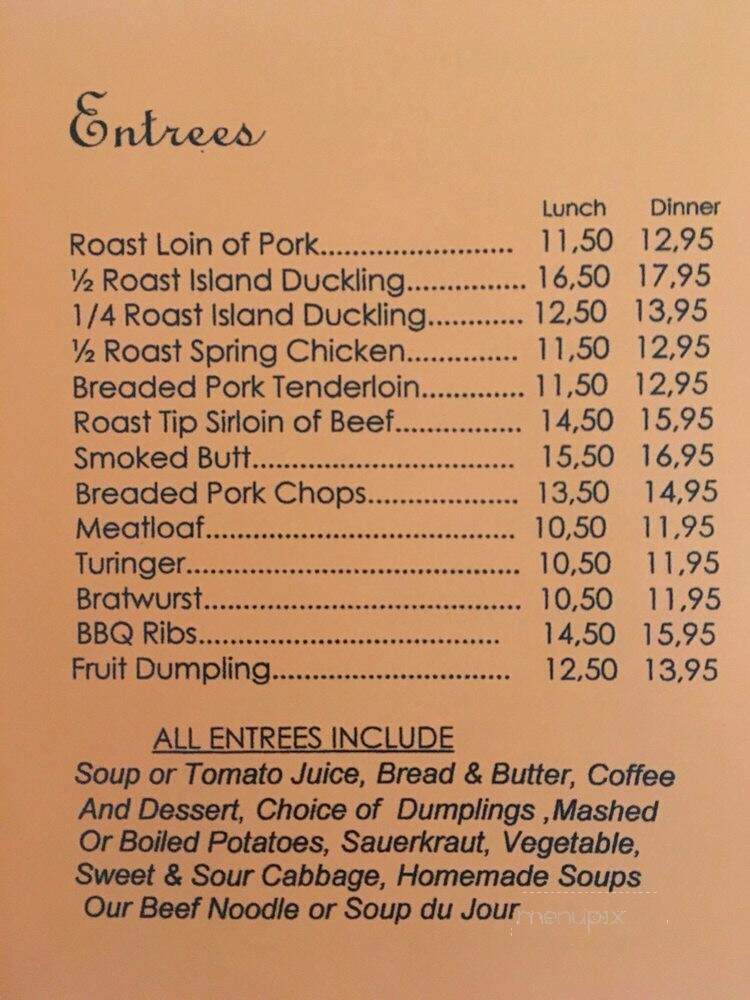 Entrees
Lunch Dinner
Roast Loin of Pork........................ 11,50 12,95
½ Roast Island Duckling............... 16,50 17,95
1/4 Roast Island Duckling............ 12,50 13,95
½ Roast Spring Chicken.............. 11,50 12,95
Breaded Pork Tenderloin............. 11,50 12,95
Roast Tip Sirloin of Beef................ 14,50 15,95
Smoked Butt................................. 15,50 16,95
Breaded Pork Chops................... 13,50 14,95
Meatloaf....................................... 10,50 11,95
Turinger.......................................... 10,50 11,95
Bratwurst........................................ 10,50 11,95
BBQ Ribs...................................... 14,50 15,95
Fruit Dumpling.............................. 12,50 13,95
ALL ENTREES INCLUDE
Soup or Tomato Juice, Bread & Butter, Coffee
And Dessert, Choice of Dumplings ,Mashed
Or Boiled Potatoes, Sauerkraut, Vegetable,
Sweet & Sour Cabbage, Homemade Soups
Our Beef Noodle or Soup du Jour
menupix